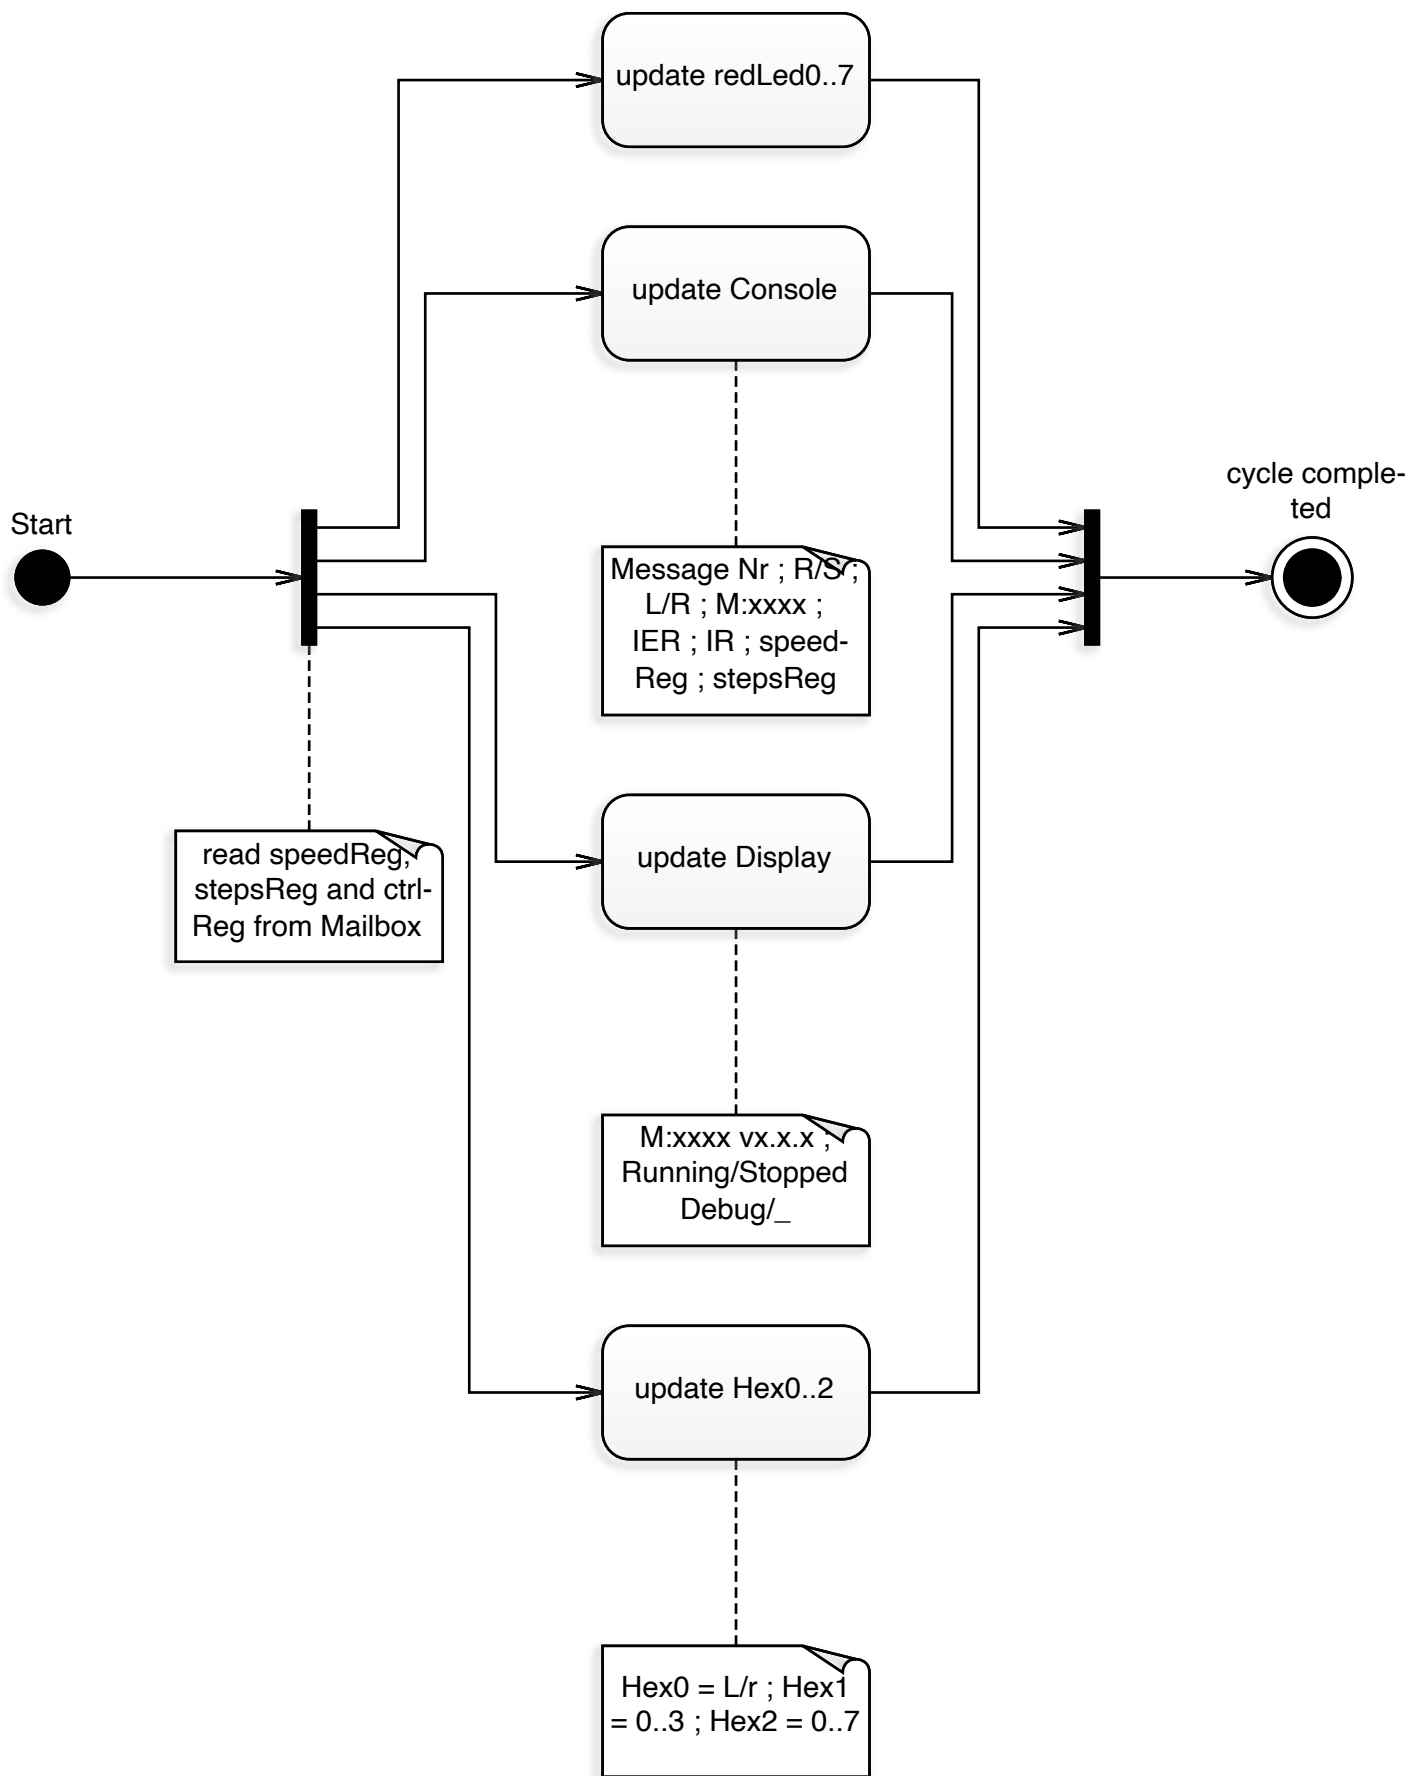 update redLed0..7
update Console
cycle comple-
ted
Start
Message Nr ; R/S ;
L/R ; M:xxxx ;
IER ; IR ; speed-
Reg ; stepsReg
read speedReg,
stepsReg and ctrl-
Reg from Mailbox
update Display
M:xxxx vx.x.x ;
Running/Stopped
Debug/_
update Hex0..2
Hex0 = L/r ; Hex1
= 0..3 ; Hex2 = 0..7